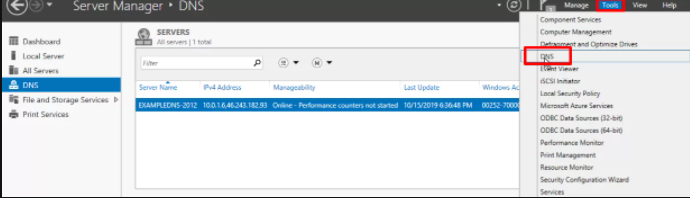 Server Manager • DNS
Manage Tools View Help
Dashboard
Local Server
All Servers
DNS
File and Storage Services
Print Services
SERVERS
All servers | 1 total
Filter
Server Name IPv4 Address Manageability Last Update Windows Ac
EXAMPLEDNS-2012 10.0.1.6,46.243.182.93 Online - Performance counters not started 10/15/2019 6:36:48 PM 00252-70000
Component Services
Computer Management
Defragment and Optimize Drives
DNS
Event Viewer
iSCSI Initiator
Local Security Policy
Microsoft Azure Services
ODBC Data Sources (32-bit)
ODBC Data Sources (64-bit)
Performance Monitor
Print Management
Resource Monitor
Security Configuration Wizard
Services